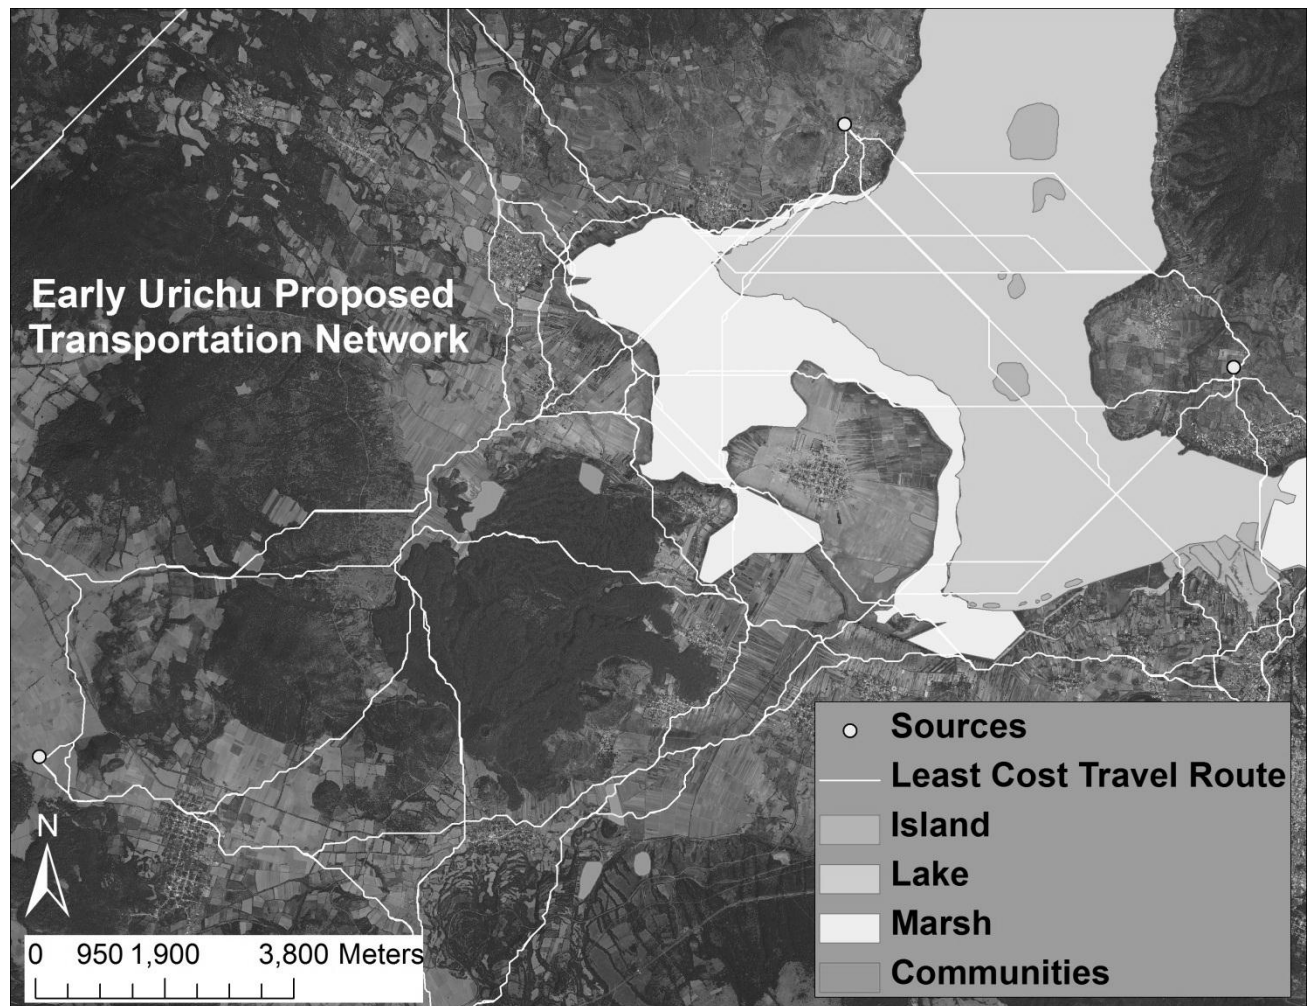 Early Urichu Proposed
Transportation Network
Sources
Least Cost Travel Route
Island
Lake
Marsh
Communities
N
0 950 1,900 3,800 Meters